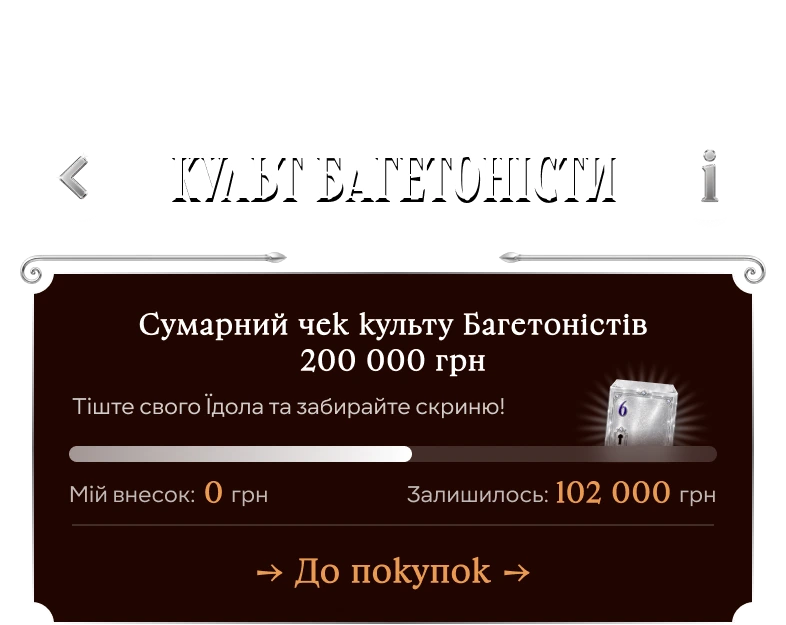 КУЛЬТ БАГЕТОНІСТИ
Сумарний чек культу Багетоністів
200 000 грн
Тіште свого Їдола та забирайте скриню!
6
Мій внесок: 0 грн
Залишилось: 102 000 грн
→ До покупок →